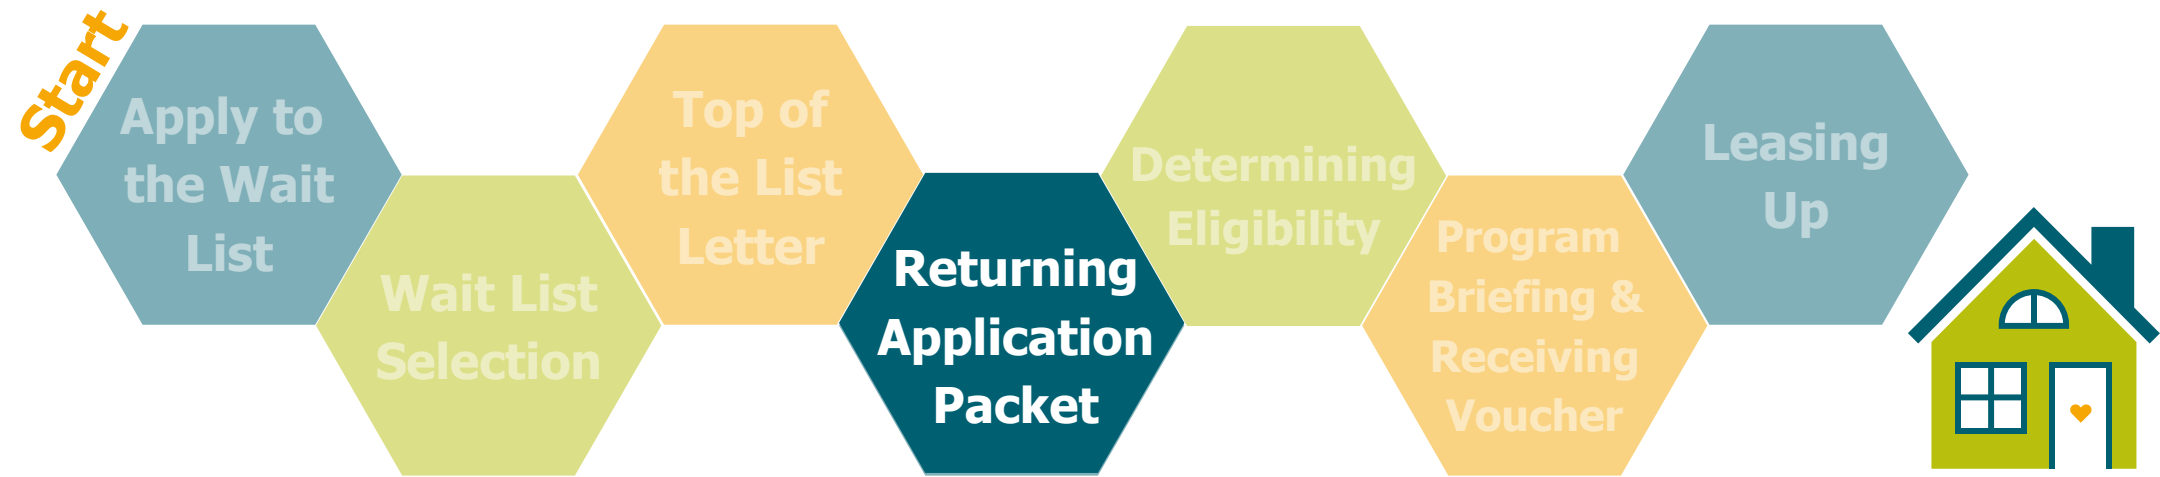 Start
Apply to
the Wait
List
Wait List
Selection
Top of
the List
Letter
Returning
Application
Packet
Determining
Eligibility
Program
Briefing &
Receiving
Voucher
Leasing
Up